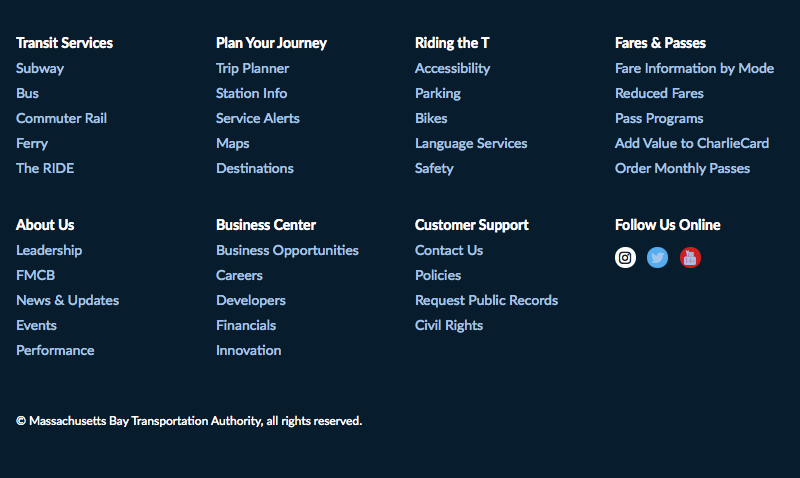 Transit Services
Subway
Bus
Commuter Rail
Ferry
The RIDE
Plan Your Journey
Trip Planner
Station Info
Service Alerts
Maps
Destinations
Riding the T
Accessibility
Parking
Bikes
Language Services
Safety
Fares & Passes
Fare Information by Mode
Reduced Fares
Pass Programs
Add Value to CharlieCard
Order Monthly Passes
About Us
Leadership
FMCB
News & Updates
Events
Performance
Business Center
Business Opportunities
Careers
Developers
Financials
Innovation
Customer Support
Contact Us
Policies
Request Public Records
Civil Rights
Follow Us Online
© Massachusetts Bay Transportation Authority, all rights reserved.